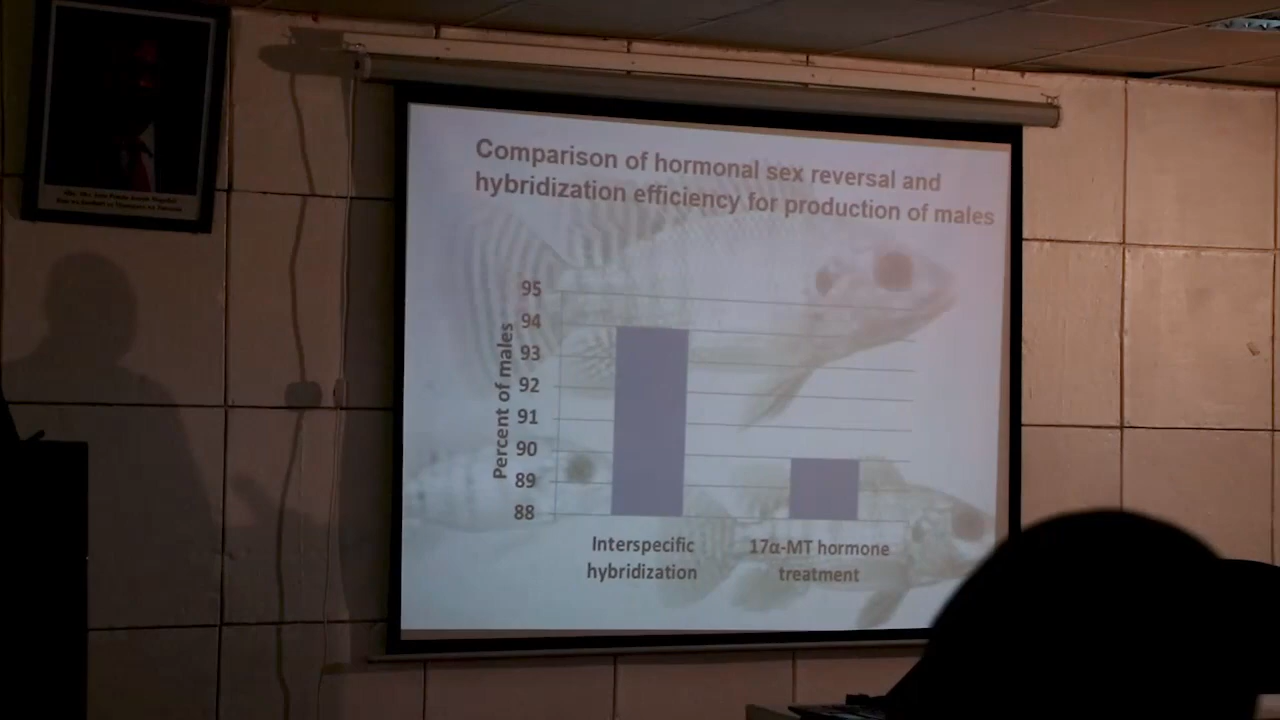 Comparison of hormonal sex reversal and
hybridization efficiency for production of males
95
94
93
92
91
90
89
88
Percent of males
Interspecific
hybridization
17α-MT hormone
treatment